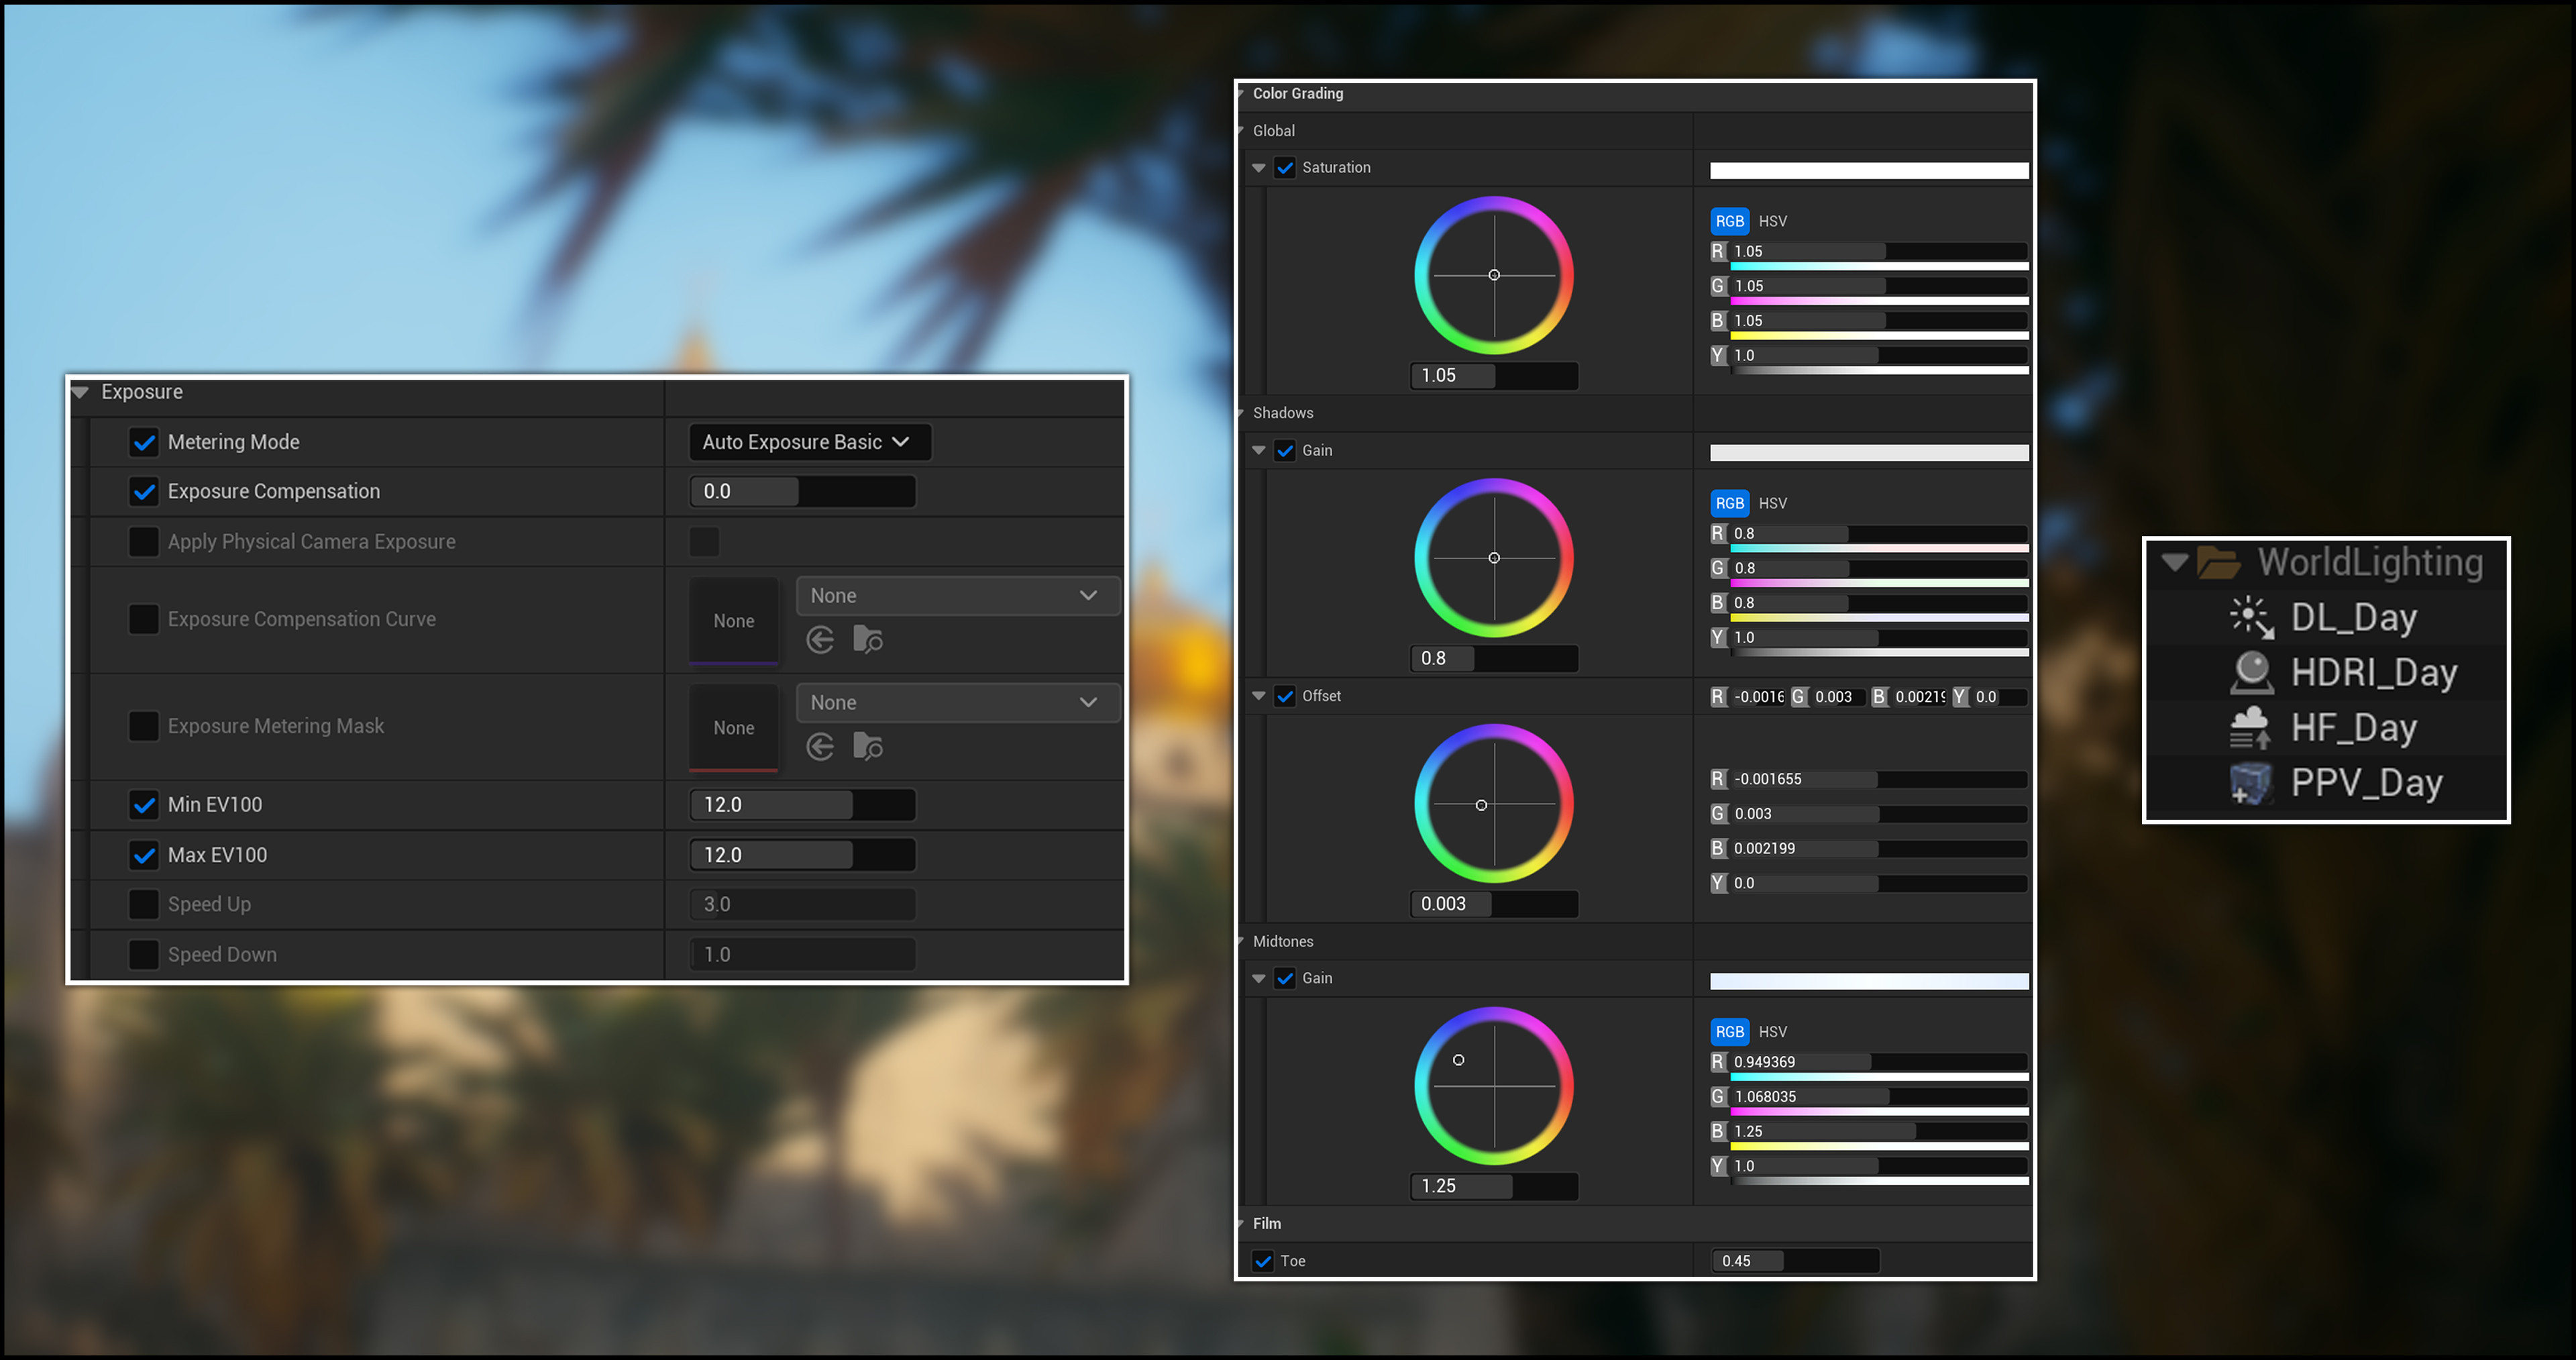 Exposure
Metering Mode
Auto Exposure Basic
Exposure Compensation
0.0
Apply Physical Camera Exposure
Exposure Compensation Curve
None
None
Exposure Metering Mask
None
None
Min EV100
12.0
Max EV100
12.0
Speed Up
3.0
Speed Down
1.0
Color Grading
Global
Saturation
RGB HSV
R 1.05
G 1.05
B 1.05
Y 1.0
1.05
Shadows
Gain
RGB HSV
R 0.8
G 0.8
B 0.8
Y 1.0
0.8
Offset
R -0.0016 G 0.003 B 0.00219 Y 0.0
R -0.001655
G 0.003
B 0.002199
Y 0.0
0.003
Midtones
Gain
RGB HSV
R 0.949369
G 1.068035
B 1.25
Y 1.0
1.25
Film
Toe
0.45
WorldLighting
DL_Day
HDRI_Day
HF_Day
PPV_Day